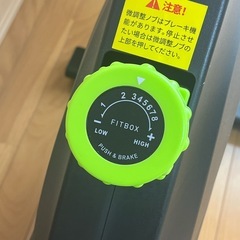 注意!
微調整ノブはブレーキ機
能があります。停止させ
たい場合は微調整ノブの
上部を押してください。
1 2 345678
− +
LOW HIGH
FITBOX
PUSH & BRAKE